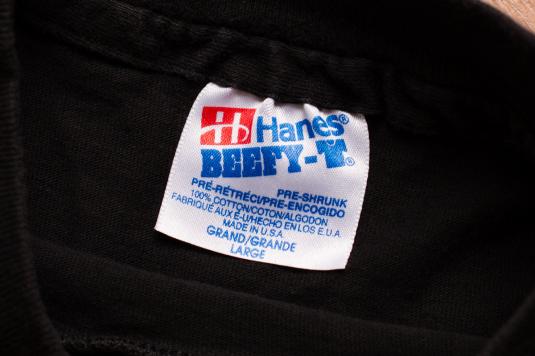 H Hanes®
BEEFY-T®.
PRE-SHRUNK
PRÉ-RÉTRÉCI/PRE-ENCOGIDO
100% COTTON/COTON/ALGODON
FABRIQUÉ AUX É-U/HECHO EN LOS E.U.A.
MADE IN U.S.A.
GRAND/GRANDE
LARGE